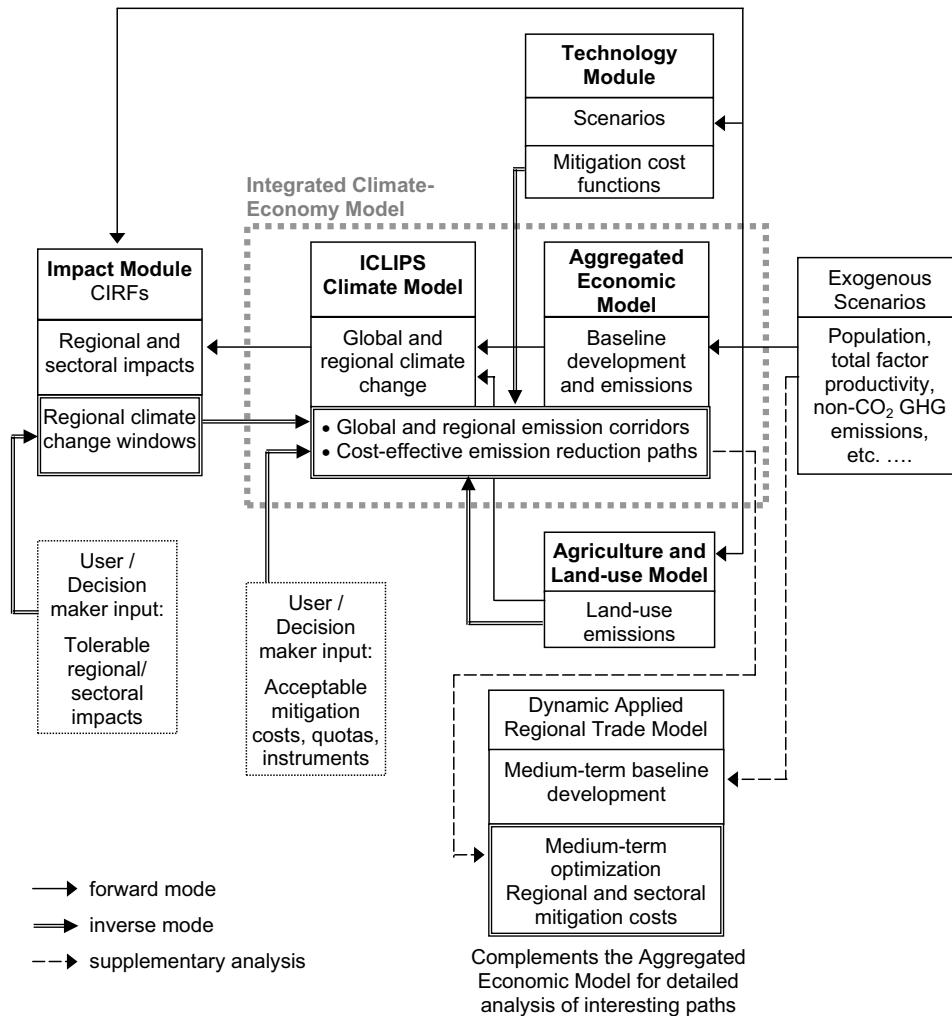 Technology
Module
Scenarios
Mitigation cost
functions
Integrated Climate-
Economy Model
Impact Module
CIRFs
Regional and
sectoral impacts
Regional climate
change windows
ICLIPS
Climate Model
Global and
regional climate
change
Aggregated
Economic
Model
Baseline
development
and emissions
Exogenous
Scenarios
Population,
total factor
productivity,
non-CO₂ GHG
emissions,
etc. ….
• Global and regional emission corridors
• Cost-effective emission reduction paths
User /
Decision
maker input:
Tolerable
regional/
sectoral
impacts
User /
Decision
maker input:
Acceptable
mitigation
costs, quotas,
instruments
Agriculture and
Land-use Model
Land-use
emissions
Dynamic Applied
Regional Trade Model
Medium-term baseline
development
Medium-term
optimization
Regional and sectoral
mitigation costs
Complements the Aggregated
Economic Model for detailed
analysis of interesting paths
forward mode
inverse mode
supplementary analysis